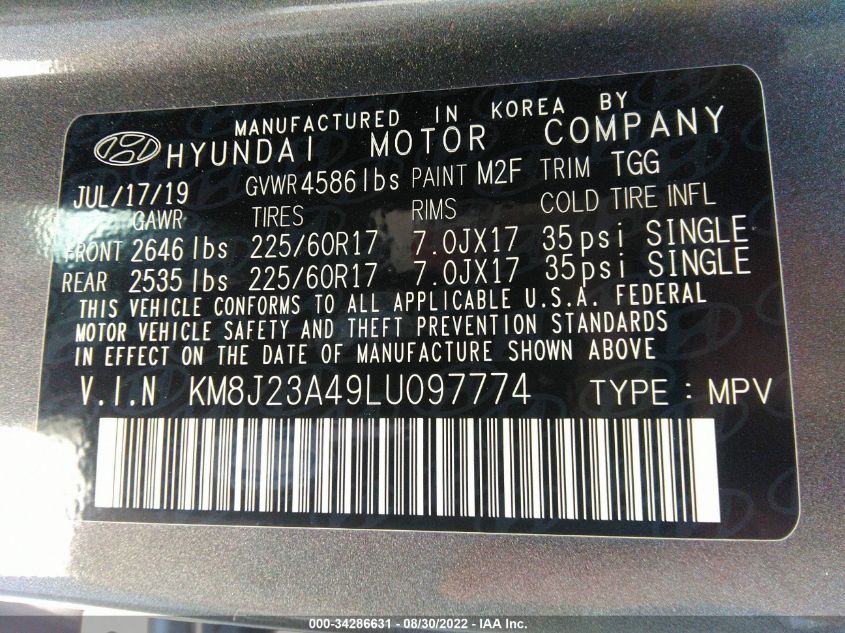 MANUFACTURED IN KOREA BY
HYUNDAI MOTOR COMPANY
JUL/17/19 GVWR 4586 lbs PAINT M2F TRIM TGG
GAWR TIRES RIMS COLD TIRE INFL
FRONT 2646 lbs 225/60R17 7.0JX17 35psi SINGLE
REAR 2535 lbs 225/60R17 7.0JX17 35psi SINGLE
THIS VEHICLE CONFORMS TO ALL APPLICABLE U.S.A. FEDERAL
MOTOR VEHICLE SAFETY AND THEFT PREVENTION STANDARDS
IN EFFECT ON THE DATE OF MANUFACTURE SHOWN ABOVE
V.I.N KM8J23A49LU097774 TYPE : MPV
000-34286631 - 08/30/2022 - IAA Inc.